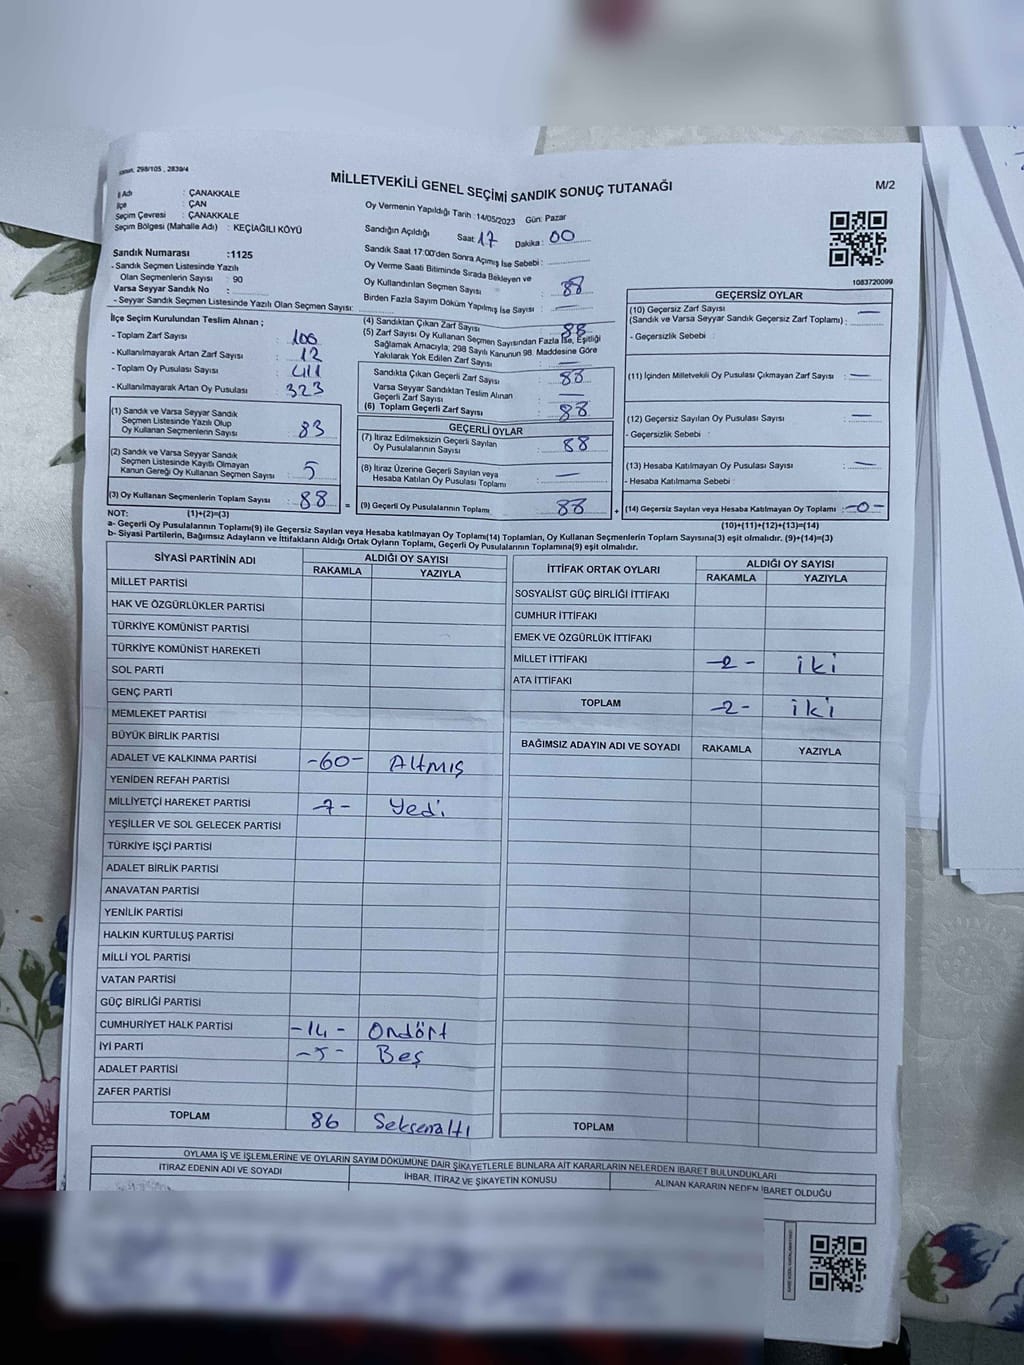 Kanun: 298/105 , 2839/4
MİLLETVEKİLİ GENEL SEÇİMİ SANDIK SONUÇ TUTANAĞI
M/2
İl Adı : ÇANAKKALE
İlçe : ÇAN
Seçim Çevresi : ÇANAKKALE
Seçim Bölgesi (Mahalle Adı) : KEÇİAĞILI KÖYÜ
Sandık Numarası :1125
- Sandık Seçmen Listesinde Yazılı
Olan Seçmenlerin Sayısı : 90
Varsa Seyyar Sandık No :
- Seyyar Sandık Seçmen Listesinde Yazılı Olan Seçmen Sayısı:
Oy Vermenin Yapıldığı Tarih :14/05/2023 Gün: Pazar
Sandığın Açıldığı Saat: 17 Dakika : 00
Sandık Saat 17:00'den Sonra Açımış İse Sebebi :
Oy Verme Saati Bitiminde Sırada Bekleyen ve
Oy Kullandırılan Seçmen Sayısı : 88
Birden Fazla Sayım Döküm Yapılmış İse Sayısı : —
1083720099
İlçe Seçim Kurulundan Teslim Alınan ;
- Toplam Zarf Sayısı : 100
- Kullanılmayarak Artan Zarf Sayısı : 12
- Toplam Oy Pusulası Sayısı : 411
- Kullanılmayarak Artan Oy Pusulası : 323
(1) Sandık ve Varsa Seyyar Sandık
Seçmen Listesinde Yazılı Olup
Oy Kullanan Seçmenlerin Sayısı : 83
(2) Sandık ve Varsa Seyyar Sandık
Seçmen Listesinde Kayıtlı Olmayan
Kanun Gereği Oy Kullanan Seçmen Sayısı : 5
(3) Oy Kullanan Seçmenlerin Toplam Sayısı : 88 =
(4) Sandıktan Çıkan Zarf Sayısı : 88
(5) Zarf Sayısı Oy Kullanan Seçmen Sayısından Fazla İse, Eşitliği
Sağlamak Amacıyla; 298 Sayılı Kanunun 98. Maddesine Göre
Yakılarak Yok Edilen Zarf Sayısı : —
Sandıkta Çıkan Geçerli Zarf Sayısı : 88
Varsa Seyyar Sandıktan Teslim Alınan
Geçerli Zarf Sayısı : —
(6) Toplam Geçerli Zarf Sayısı : 88
GEÇERLİ OYLAR
(7) İtiraz Edilmeksizin Geçerli Sayılan
Oy Pusulalarının Sayısı : 88
(8) İtiraz Üzerine Geçerli Sayılan veya
Hesaba Katılan Oy Pusulası Toplamı : —
(9) Geçerli Oy Pusulalarının Toplamı : 88 +
GEÇERSİZ OYLAR
(10) Geçersiz Zarf Sayısı —
(Sandık ve Varsa Seyyar Sandık Geçersiz Zarf Toplamı) :
- Geçersizlik Sebebi :
(11) İçinden Milletvekili Oy Pusulası Çıkmayan Zarf Sayısı : —
(12) Geçersiz Sayılan Oy Pusulası Sayısı : —
- Geçersizlik Sebebi :
(13) Hesaba Katılmayan Oy Pusulası Sayısı : —
- Hesaba Katılmama Sebebi :
(14) Geçersiz Sayılan veya Hesaba Katılmayan Oy Toplamı : -0-
NOT: (1)+(2)=(3)
(10)+(11)+(12)+(13)=(14)
a- Geçerli Oy Pusulalarının Toplamı(9) ile Geçersiz Sayılan veya Hesaba katılmayan Oy Toplamı(14) Toplamları, Oy Kullanan Seçmenlerin Toplam Sayısına(3) eşit olmalıdır. (9)+(14)=(3)
b- Siyasi Partilerin, Bağımsız Adayların ve İttifakların Aldığı Ortak Oyların Toplamı, Geçerli Oy Pusulalarının Toplamına(9) eşit olmalıdır.
SİYASİ PARTİNİN ADI ALDIĞI OY SAYISI
RAKAMLA YAZIYLA
MİLLET PARTİSİ
HAK VE ÖZGÜRLÜKLER PARTİSİ
TÜRKİYE KOMÜNİST PARTİSİ
TÜRKİYE KOMÜNİST HAREKETİ
SOL PARTİ
GENÇ PARTİ
MEMLEKET PARTİSİ
BÜYÜK BİRLİK PARTİSİ
ADALET VE KALKINMA PARTİSİ -60- Altmış
YENİDEN REFAH PARTİSİ
MİLLİYETÇİ HAREKET PARTİSİ -7- Yedi
YEŞİLLER VE SOL GELECEK PARTİSİ
TÜRKİYE İŞÇİ PARTİSİ
ADALET BİRLİK PARTİSİ
ANAVATAN PARTİSİ
YENİLİK PARTİSİ
HALKIN KURTULUŞ PARTİSİ
MİLLİ YOL PARTİSİ
VATAN PARTİSİ
GÜÇ BİRLİĞİ PARTİSİ
CUMHURİYET HALK PARTİSİ -14- Ondört
İYİ PARTİ -5- Beş
ADALET PARTİSİ
ZAFER PARTİSİ
TOPLAM 86 Seksenaltı
İTTİFAK ORTAK OYLARI ALDIĞI OY SAYISI
RAKAMLA YAZIYLA
SOSYALİST GÜÇ BİRLİĞİ İTTİFAKI
CUMHUR İTTİFAKI
EMEK VE ÖZGÜRLÜK İTTİFAKI
MİLLET İTTİFAKI -2- iki
ATA İTTİFAKI
TOPLAM -2- iki
BAĞIMSIZ ADAYIN ADI VE SOYADI RAKAMLA YAZIYLA
TOPLAM
OYLAMA İŞ VE İŞLEMLERİNE VE OYLARIN SAYIM DÖKÜMÜNE DAİR ŞİKAYETLERLE BUNLARA AİT KARARLARIN NELERDEN İBARET BULUNDUKLARI
İTİRAZ EDENİN ADI VE SOYADI İHBAR, İTİRAZ VE ŞİKAYETİN KONUSU ALINAN KARARIN NEDEN İBARET OLDUĞU